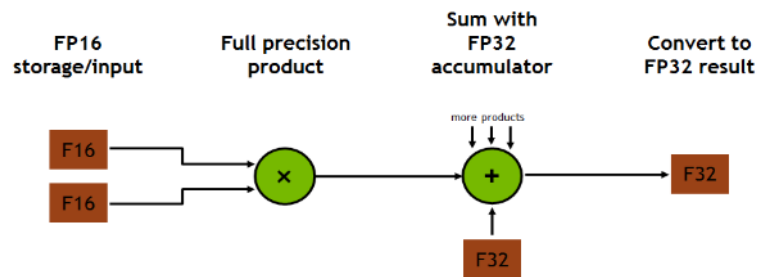 FP16
storage/input
Full precision
product
Sum with
FP32
accumulator
Convert to
FP32 result
more products
F16
F16
×
+
F32
F32